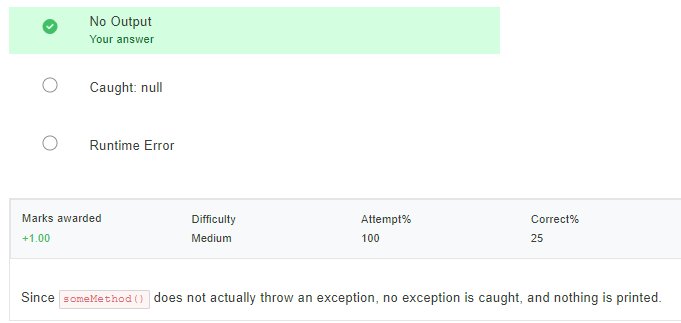 No Output
Your answer
Caught: null
Runtime Error
Marks awarded Difficulty Attempt% Correct%
+1.00 Medium 100 25
Since someMethod() does not actually throw an exception, no exception is caught, and nothing is printed.